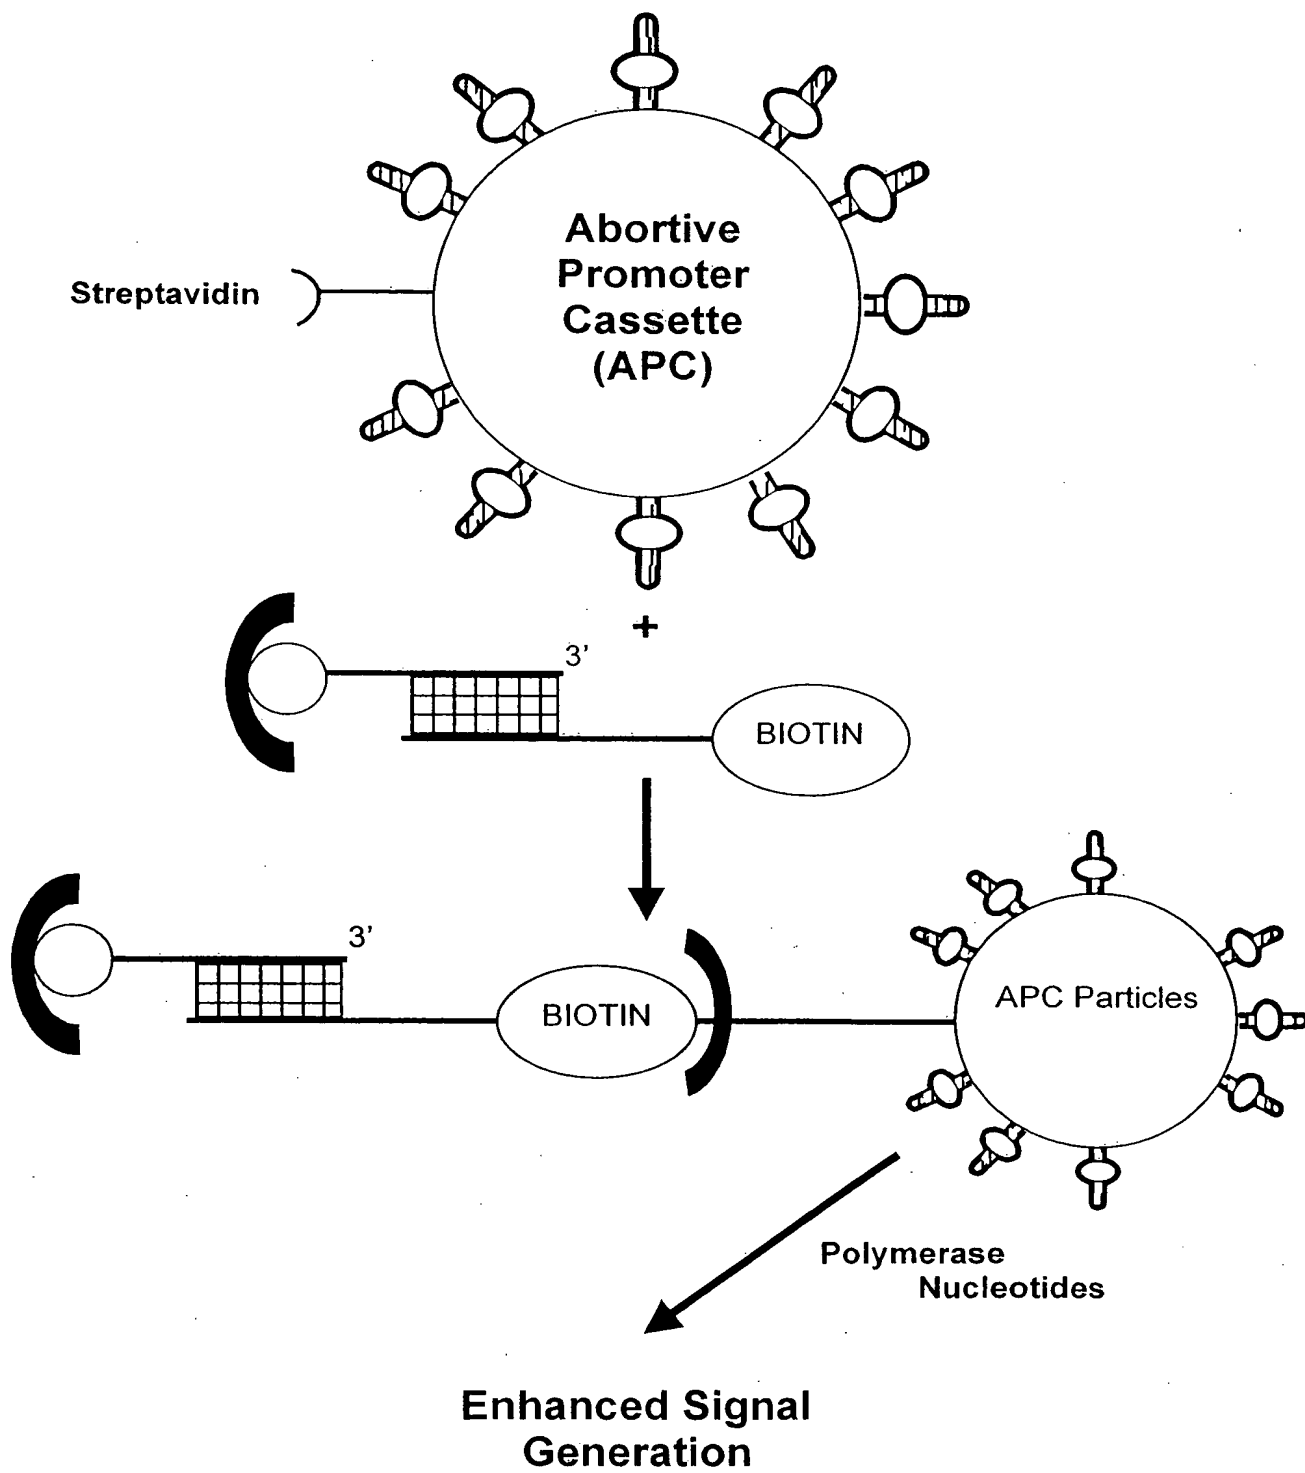 Abortive
Promoter
Cassette
(APC)
Streptavidin
+
3'
BIOTIN
3'
BIOTIN
APC Particles
Polymerase
Nucleotides
Enhanced Signal
Generation